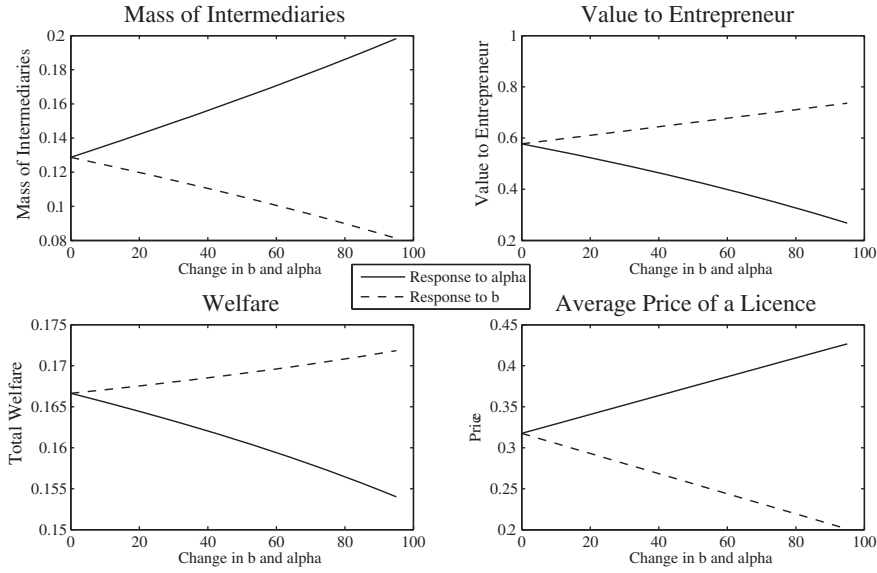 Mass of Intermediaries
Mass of Intermediaries
0.2
0.18
0.16
0.14
0.12
0.1
0.08
0 20 40 60 80 100
Change in b and alpha
Value to Entrepreneur
Value to Entrepreneur
1
0.8
0.6
0.4
0.2
0 20 40 60 80 100
Change in b and alpha
Response to alpha
Response to b
Welfare
Total Welfare
0.175
0.17
0.165
0.16
0.155
0.15
0 20 40 60 80 100
Change in b and alpha
Average Price of a Licence
Price
0.45
0.4
0.35
0.3
0.25
0.2
0 20 40 60 80 100
Change in b and alpha